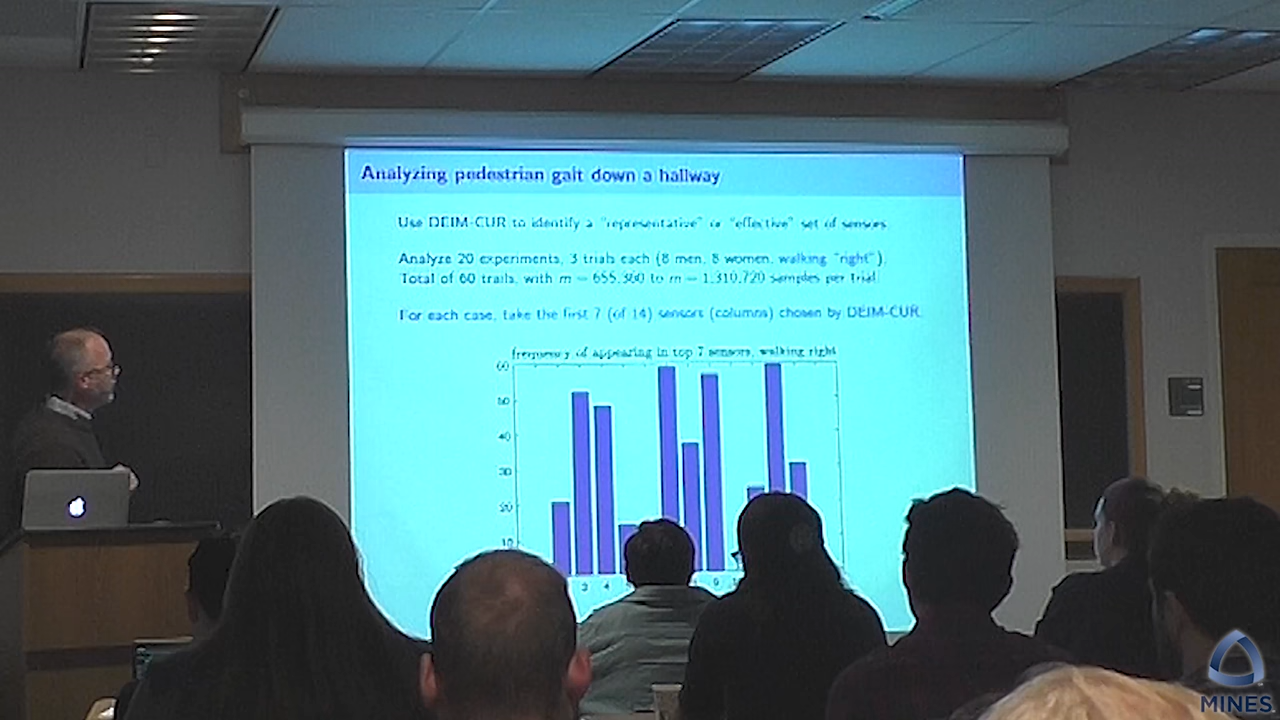 Analyzing pedestrian gait down a hallway
Use DEIM-CUR to identify a "representative" or "effective" set of sensors.
Analyze 20 experiments, 3 trials each (8 men, 8 women, walking "right").
Total of 60 trails, with m = 655,360 to m = 1,310,720 samples per trial.
For each case, take the first 7 (of 14) sensors (columns) chosen by DEIM-CUR.
frequency of appearing in top 7 sensors, walking right
60
50
40
30
20
10
3 4 9
MINES